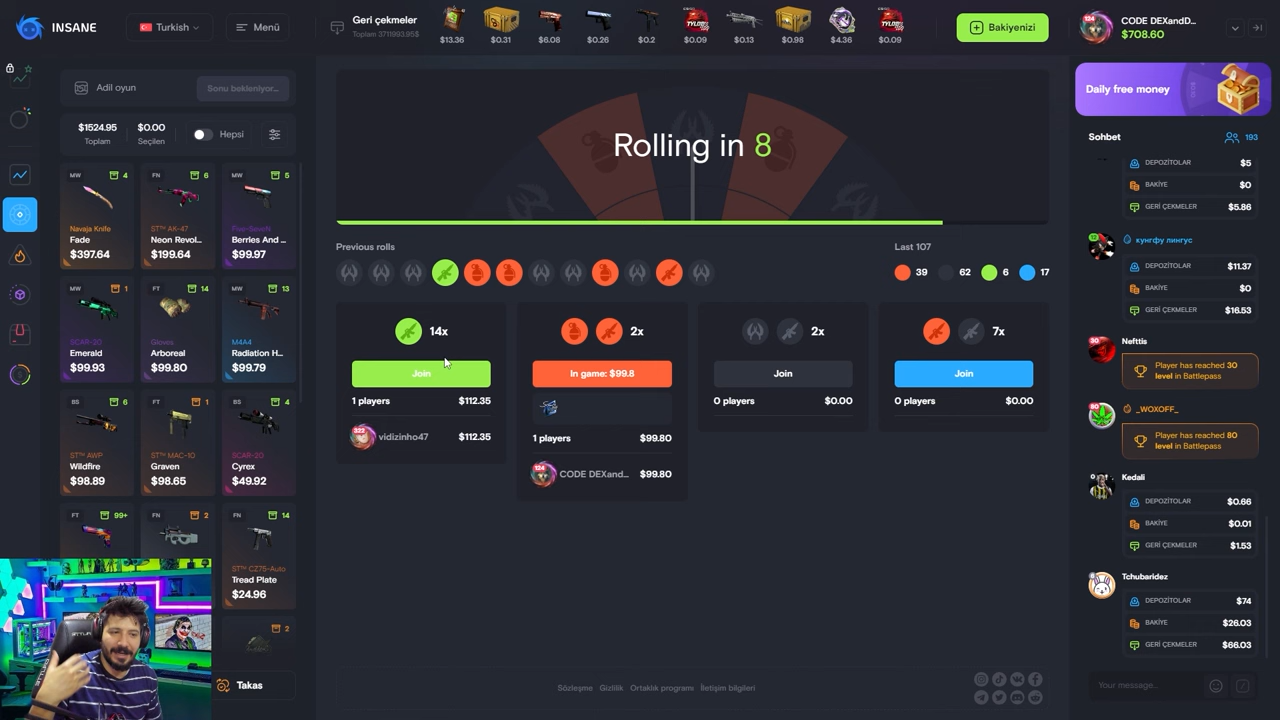 INSANE
Turkish
Menü
Geri çekmeler
Toplam 3711993.95$
$13.36
$0.31
$6.08
$0.26
$0.2
$0.09
$0.13
$0.98
$4.36
$0.09
Bakiyenizi
124
CODE DEXandD...
$708.60
Adil oyun
Sonu bekleniyor...
$1524.95
Toplam
$0.00
Seçilen
Hepsi
MW 4
Navaja Knife
Fade
$397.64
FN 6
ST™ AK-47
Neon Revol...
$199.64
MW 5
Five-SeveN
Berries And ...
$99.97
MW 1
SCAR-20
Emerald
$99.93
FT 14
Gloves
Arboreal
$99.80
MW 13
M4A4
Radiation H...
$99.79
BS 6
ST™ AWP
Wildfire
$98.89
FT 1
ST™ MAC-10
Graven
$98.65
BS 4
SCAR-20
Cyrex
$49.92
FT 99+
FN 2
FN 14
ST™ CZ75-Auto
Tread Plate
$24.96
2
Takas
Rolling in 8
Previous rolls
Last 107
39
62
6
17
14x
Join
1 players $112.35
322
vidizinho47 $112.35
2x
In game: $99.8
1 players $99.80
124
CODE DEXand... $99.80
2x
Join
0 players $0.00
7x
Join
0 players $0.00
Sözleşme Gizlilik Ortaklık programı İletişim bilgileri
Daily free money
Sohbet 193
DEPOZİTOLAR $5
BAKİYE $0
GERİ ÇEKMELER $5.86
кунгфу лингус
DEPOZİTOLAR $11.37
BAKİYE $0
GERİ ÇEKMELER $16.53
30
Nefttis
Player has reached 30
level in Battlepass
80
_WOXOFF_
Player has reached 80
level in Battlepass
Kedali
DEPOZİTOLAR $0.66
BAKİYE $0.01
GERİ ÇEKMELER $1.53
Tchubaridez
DEPOZİTOLAR $74
BAKİYE $26.03
GERİ ÇEKMELER $66.03
Your message...